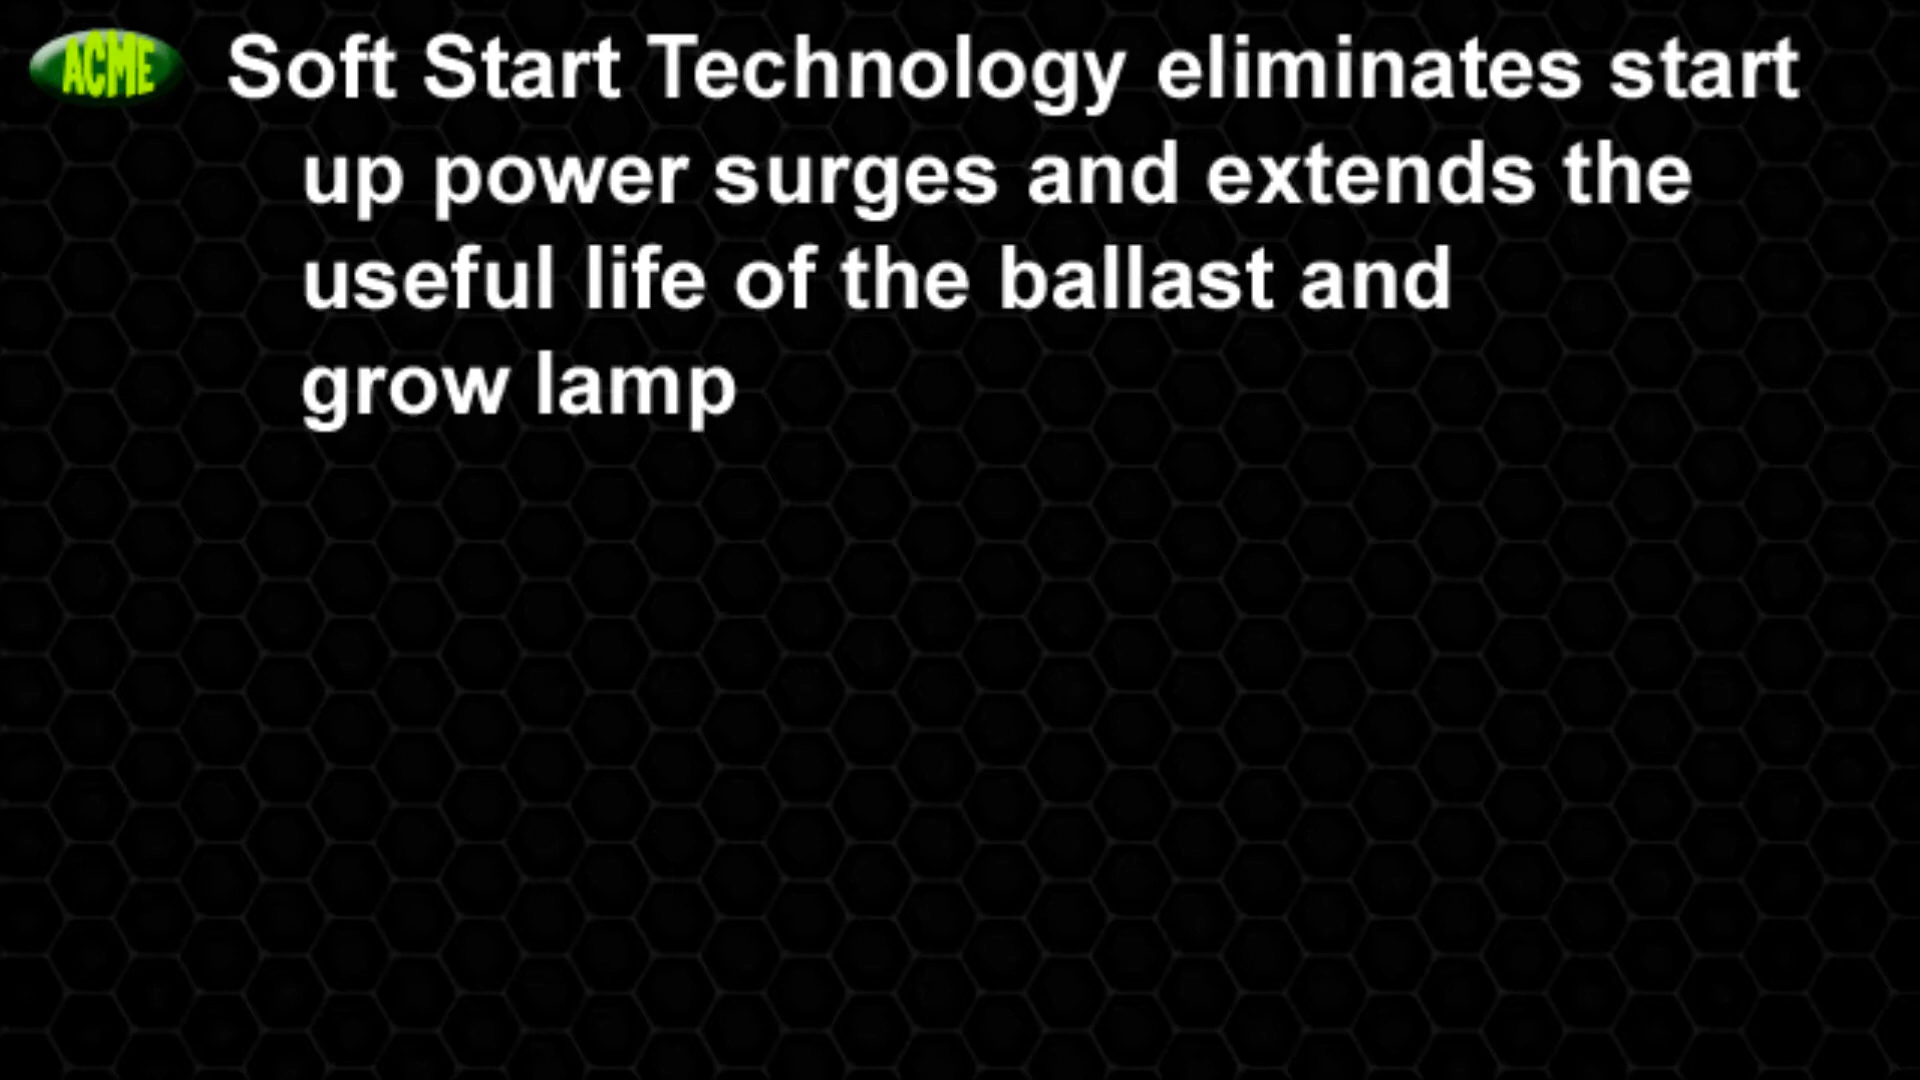 ACME Soft Start Technology eliminates start
up power surges and extends the
useful life of the ballast and
grow lamp